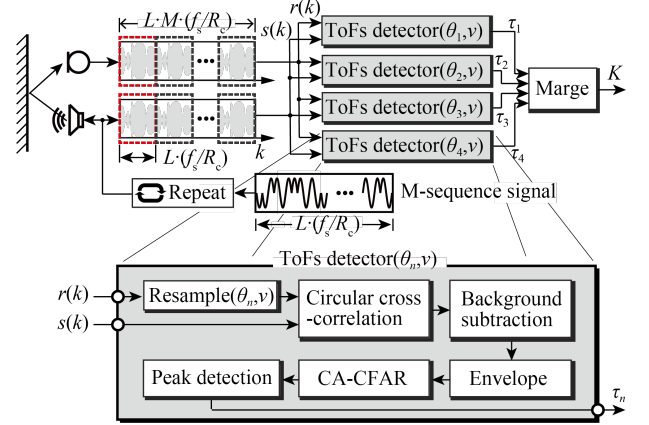 L·M·(fs/Rc)
r(k)
s(k)
ToFs detector(θ1,v)
τ1
ToFs detector(θ2,v)
τ2
Marge
K
ToFs detector(θ3,v)
τ3
ToFs detector(θ4,v)
τ4
k
L·(fs/Rc)
Repeat
M-sequence signal
L·(fs/Rc)
ToFs detector(θn,v)
r(k)
Resample(θn,v)
Circular cross
-correlation
Background
subtraction
s(k)
Peak detection
CA-CFAR
Envelope
τn